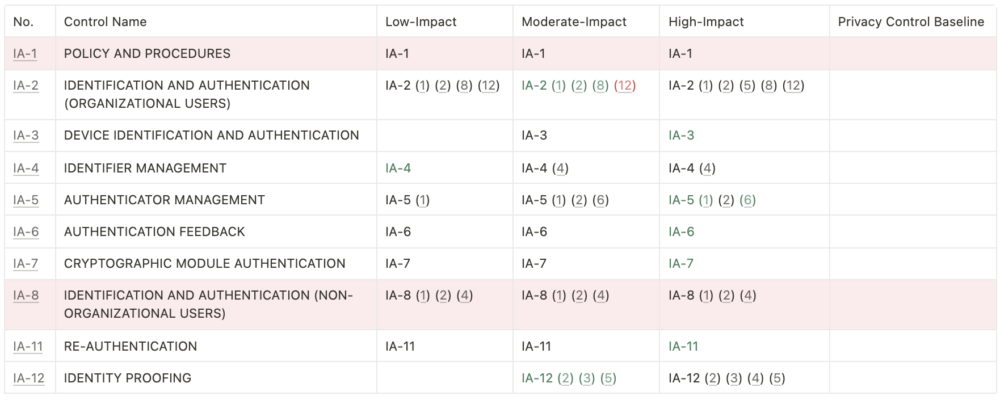 No. Control Name Low-Impact Moderate-Impact High-Impact Privacy Control Baseline
IA-1 POLICY AND PROCEDURES IA-1 IA-1 IA-1
IA-2 IDENTIFICATION AND AUTHENTICATION IA-2 (1) (2) (8) (12) IA-2 (1) (2) (8) (12) IA-2 (1) (2) (5) (8) (12)
(ORGANIZATIONAL USERS)
IA-3 DEVICE IDENTIFICATION AND AUTHENTICATION IA-3 IA-3
IA-4 IDENTIFIER MANAGEMENT IA-4 IA-4 (4) IA-4 (4)
IA-5 AUTHENTICATOR MANAGEMENT IA-5 (1) IA-5 (1) (2) (6) IA-5 (1) (2) (6)
IA-6 AUTHENTICATION FEEDBACK IA-6 IA-6 IA-6
IA-7 CRYPTOGRAPHIC MODULE AUTHENTICATION IA-7 IA-7 IA-7
IA-8 IDENTIFICATION AND AUTHENTICATION (NON- IA-8 (1) (2) (4) IA-8 (1) (2) (4) IA-8 (1) (2) (4)
ORGANIZATIONAL USERS)
IA-11 RE-AUTHENTICATION IA-11 IA-11 IA-11
IA-12 IDENTITY PROOFING IA-12 (2) (3) (5) IA-12 (2) (3) (4) (5)